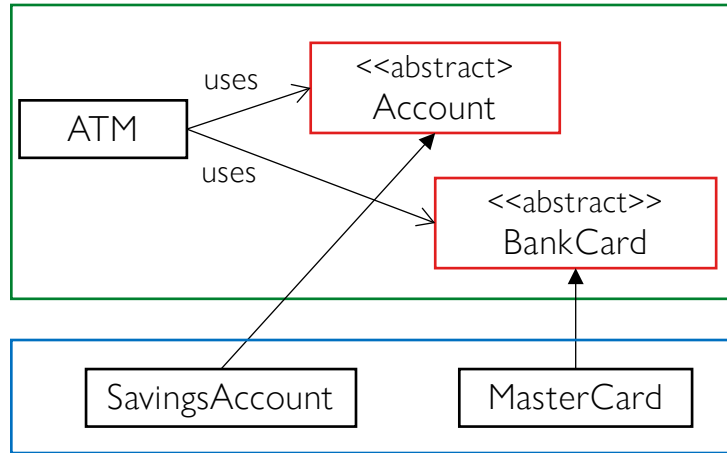 uses
<<abstract>
Account
ATM
uses
<<abstract>>
BankCard
SavingsAccount
MasterCard